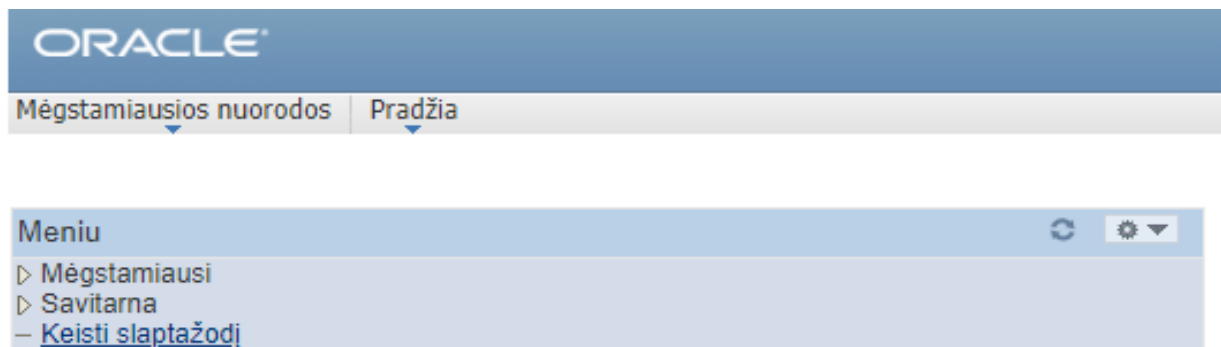 ORACLE
Mėgstamiausios nuorodos Pradžia
Meniu
Mėgstamiausi
Savitarna
Keisti slaptažodį